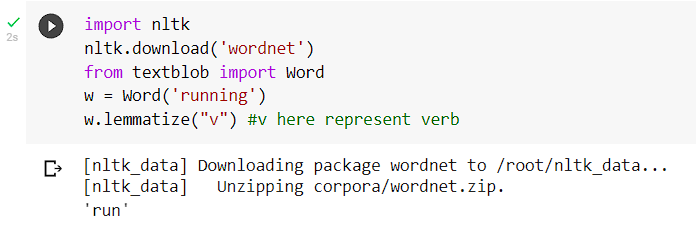 import nltk
nltk.download('wordnet')
from textblob import Word
w = Word('running')
w.lemmatize("v") #v here represent verb
2s
[nltk_data] Downloading package wordnet to /root/nltk_data...
[nltk_data]   Unzipping corpora/wordnet.zip.
'run'